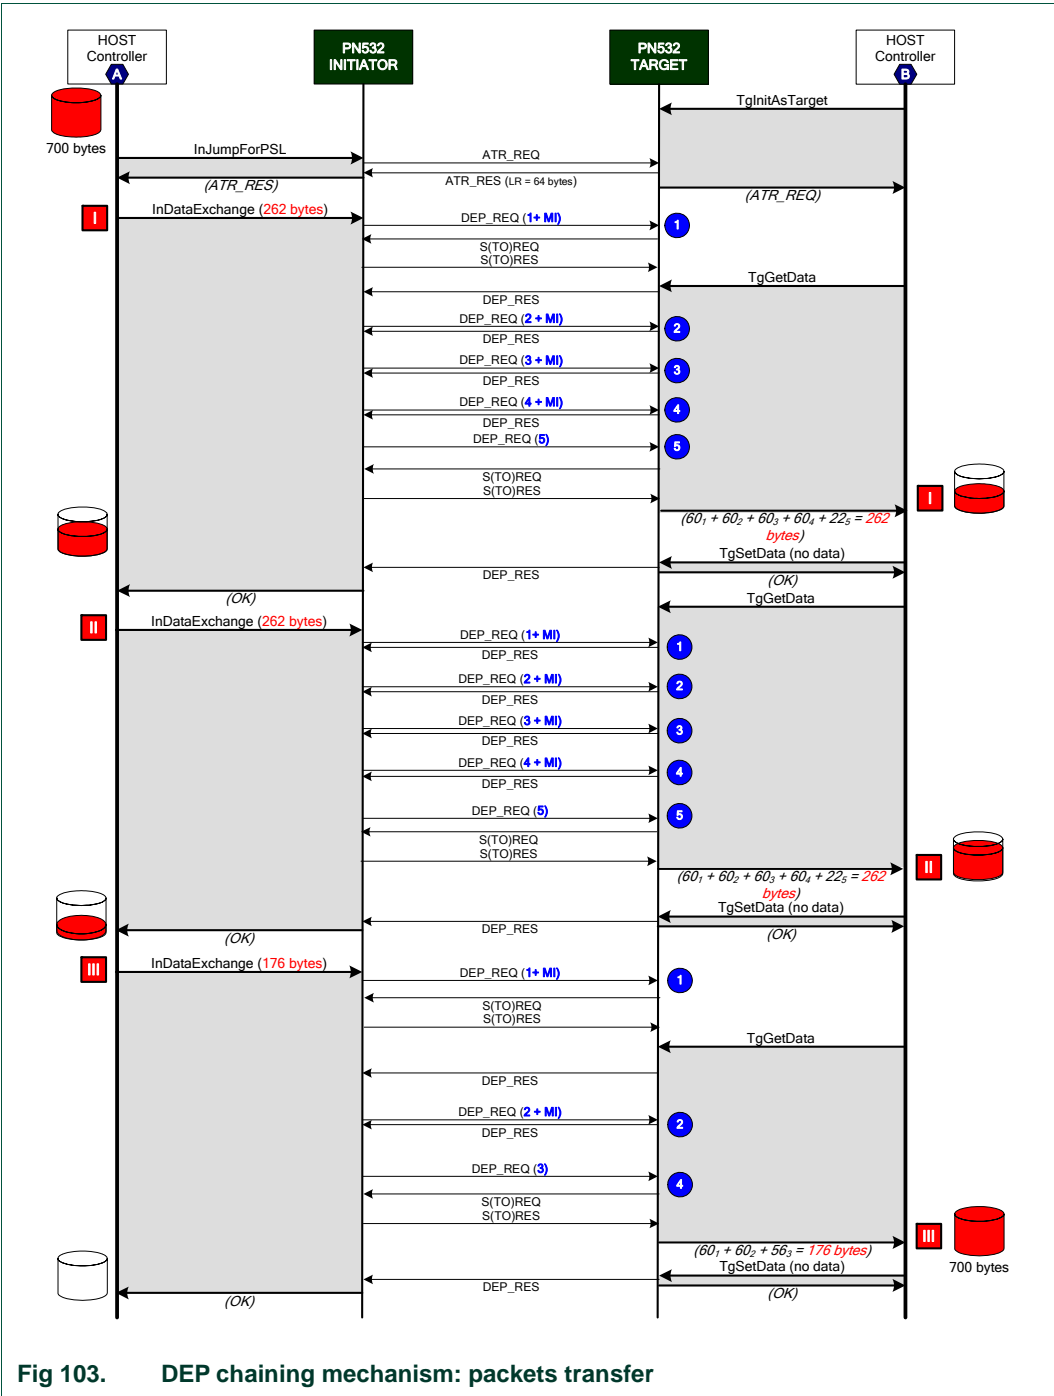 HOST
Controller
A
PN532
INITIATOR
PN532
TARGET
HOST
Controller
B
TgInitAsTarget
700 bytes
InJumpForPSL
ATR_REQ
(ATR_RES)
ATR_RES (LR = 64 bytes)
(ATR_REQ)
I
InDataExchange (262 bytes)
DEP_REQ (1+ MI)
1
S(TO)REQ
S(TO)RES
TgGetData
DEP_RES
DEP_REQ (2 + MI)
2
DEP_RES
DEP_REQ (3 + MI)
3
DEP_RES
DEP_REQ (4 + MI)
4
DEP_RES
DEP_REQ (5)
5
S(TO)REQ
S(TO)RES
I
(60₁ + 60₂ + 60₃ + 60₄ + 22₅ = 262
bytes)
TgSetData (no data)
DEP_RES
(OK)
(OK)
TgGetData
II
InDataExchange (262 bytes)
DEP_REQ (1+ MI)
1
DEP_RES
DEP_REQ (2 + MI)
2
DEP_RES
DEP_REQ (3 + MI)
3
DEP_RES
DEP_REQ (4 + MI)
4
DEP_RES
DEP_REQ (5)
5
S(TO)REQ
S(TO)RES
II
(60₁ + 60₂ + 60₃ + 60₄ + 22₅ = 262
bytes)
TgSetData (no data)
DEP_RES
(OK)
(OK)
III
InDataExchange (176 bytes)
DEP_REQ (1+ MI)
1
S(TO)REQ
S(TO)RES
TgGetData
DEP_RES
DEP_REQ (2 + MI)
2
DEP_RES
DEP_REQ (3)
4
S(TO)REQ
S(TO)RES
III
(60₁ + 60₂ + 56₃ = 176 bytes)
TgSetData (no data)
700 bytes
DEP_RES
(OK)
(OK)
Fig 103. DEP chaining mechanism: packets transfer